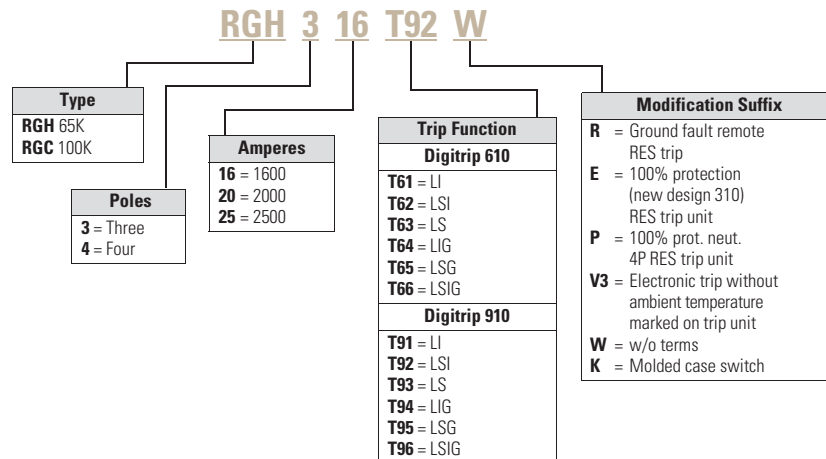 RGH 3 16 T92 W
Type
RGH 65K
RGC 100K
Poles
3 = Three
4 = Four
Amperes
16 = 1600
20 = 2000
25 = 2500
Trip Function
Digitrip 610
T61 = LI
T62 = LSI
T63 = LS
T64 = LIG
T65 = LSG
T66 = LSIG
Digitrip 910
T91 = LI
T92 = LSI
T93 = LS
T94 = LIG
T95 = LSG
T96 = LSIG
Modification Suffix
R = Ground fault remote
RES trip
E = 100% protection
(new design 310)
RES trip unit
P = 100% prot. neut.
4P RES trip unit
V3 = Electronic trip without
ambient temperature
marked on trip unit
W = w/o terms
K = Molded case switch